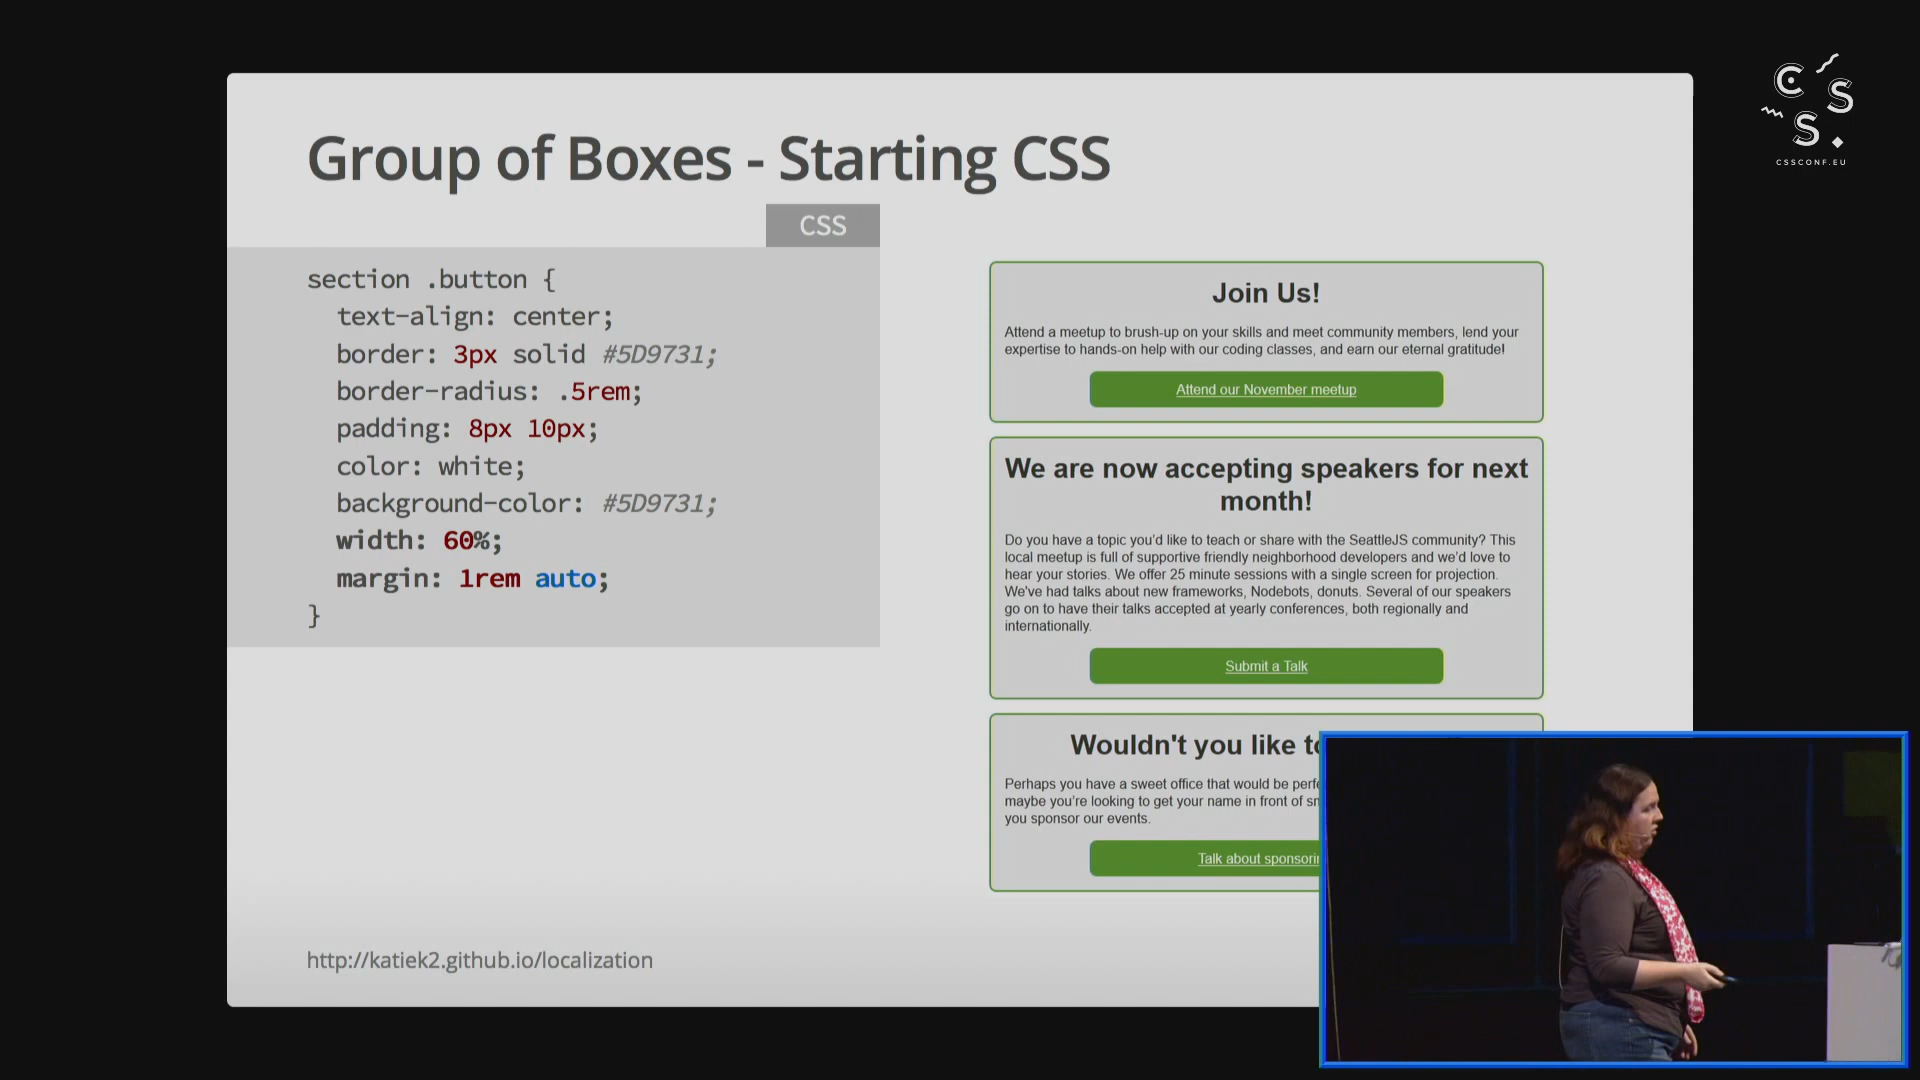 Group of Boxes - Starting CSS
CSS
section .button {
text-align: center;
border: 3px solid #5D9731;
border-radius: .5rem;
padding: 8px 10px;
color: white;
background-color: #5D9731;
width: 60%;
margin: 1rem auto;
}
Join Us!
Attend a meetup to brush-up on your skills and meet community members, lend your
expertise to hands-on help with our coding classes, and earn our eternal gratitude!
Attend our November meetup
We are now accepting speakers for next
month!
Do you have a topic you'd like to teach or share with the SeattleJS community? This
local meetup is full of supportive friendly neighborhood developers and we'd love to
hear your stories. We offer 25 minute sessions with a single screen for projection.
We've had talks about new frameworks, Nodebots, donuts. Several of our speakers
go on to have their talks accepted at yearly conferences, both regionally and
internationally.
Submit a Talk
Wouldn't you like
Perhaps you have a sweet office that would be
maybe you're looking to get your name in front of
you sponsor our events.
Talk about
http://katiek2.github.io/localization
CSS.
CSSCONF.EU